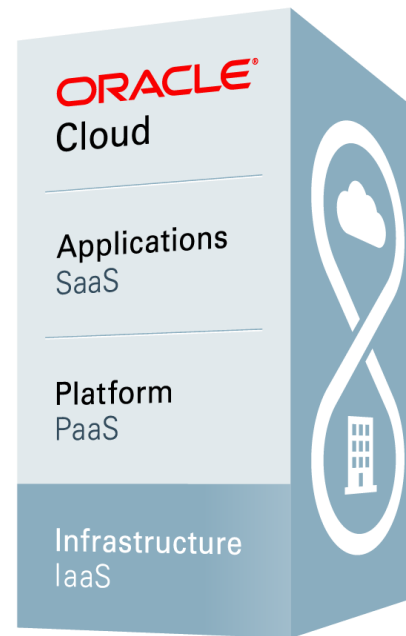 ORACLE®
Cloud
Applications
SaaS
Platform
PaaS
Infrastructure
IaaS